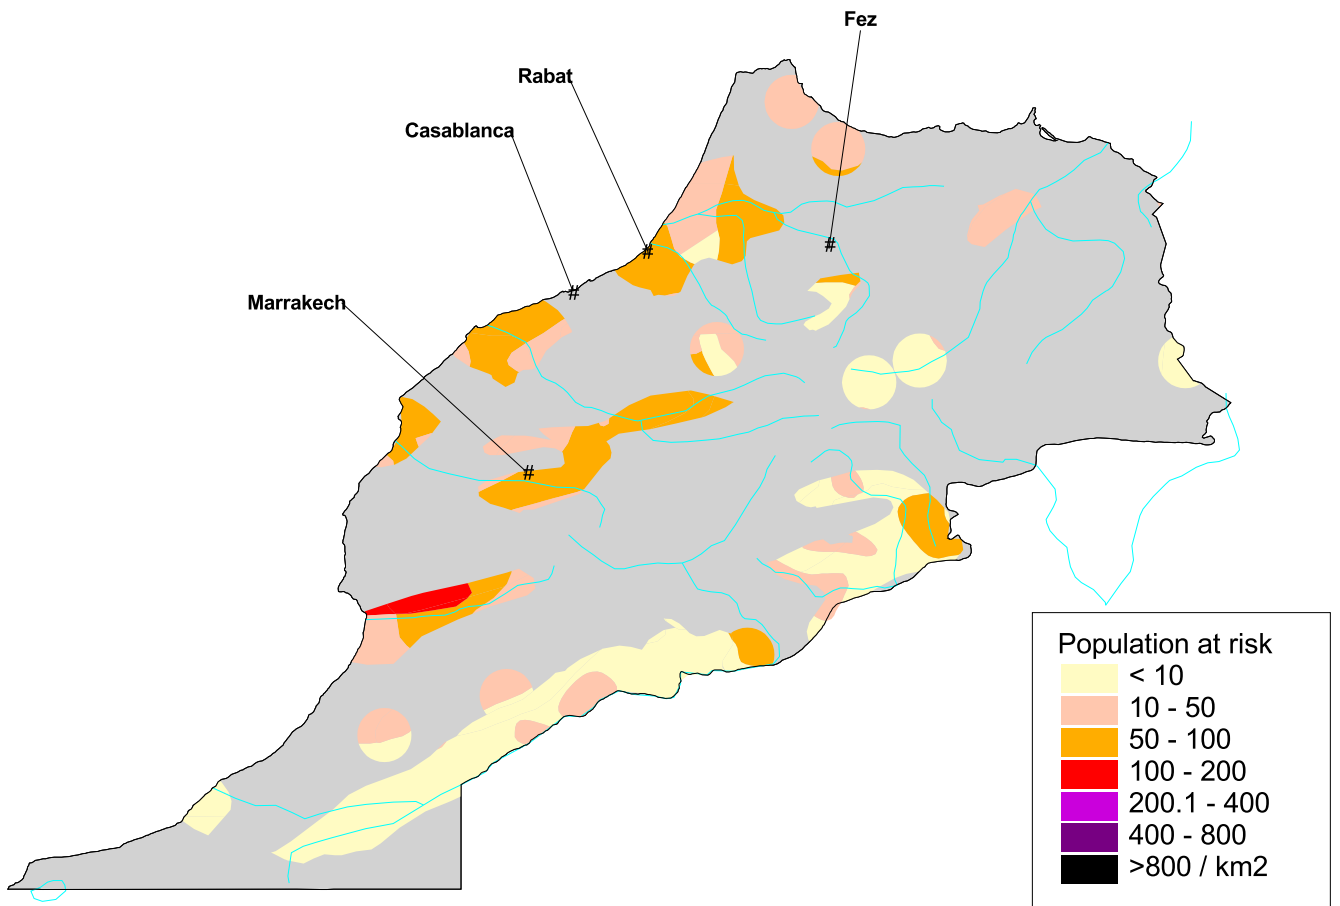 Fez
Rabat
Casablanca
Marrakech
#
#
#
#
#
Population at risk
< 10
10 - 50
50 - 100
100 - 200
200.1 - 400
400 - 800
>800 / km2